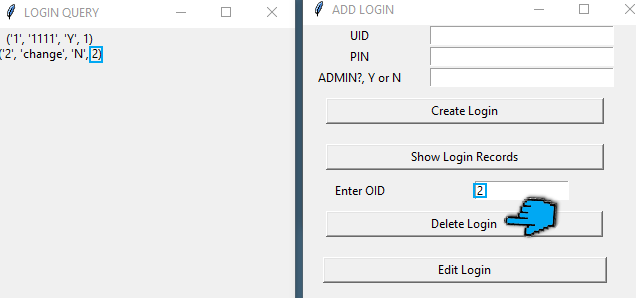 LOGIN QUERY
('1', '1111', 'Y', 1)
('2', 'change', 'N', 2)
ADD LOGIN
UID
PIN
ADMIN?, Y or N
Create Login
Show Login Records
Enter OID 2
Delete Login
Edit Login